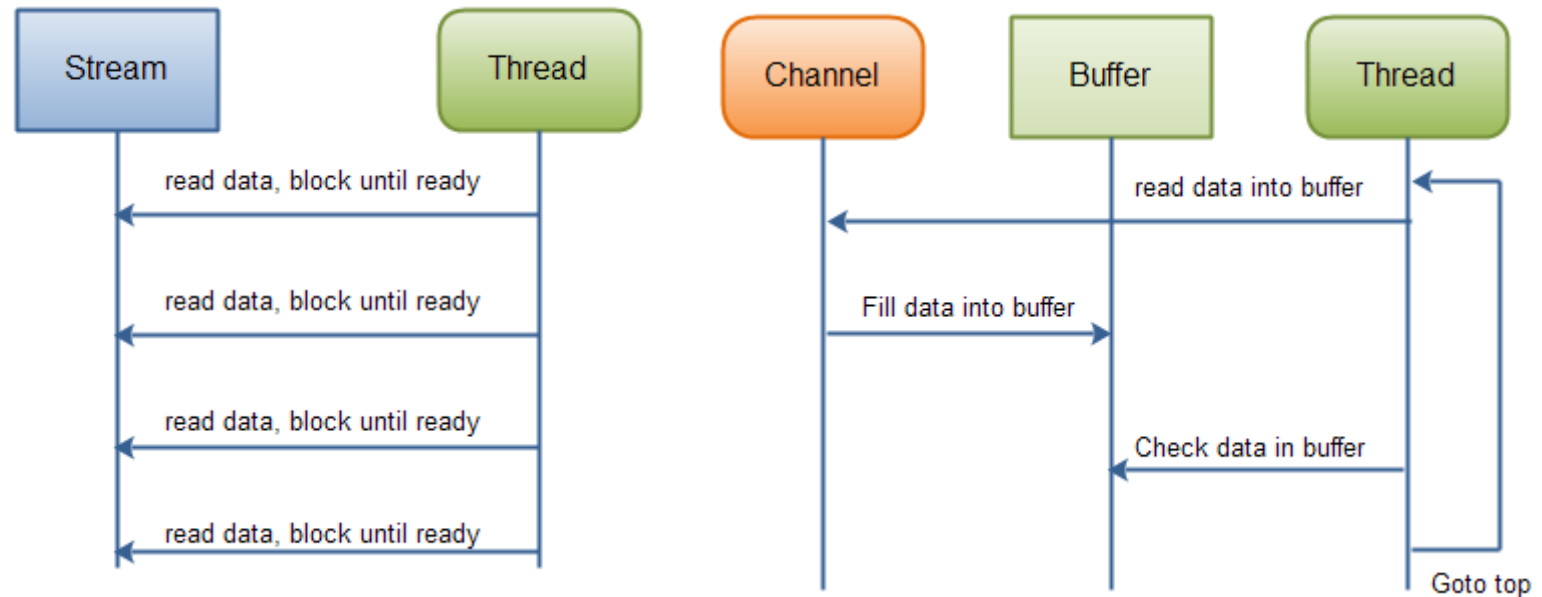 Stream
Thread
read data, block until ready
read data, block until ready
read data, block until ready
read data, block until ready
Channel
Buffer
Thread
read data into buffer
Fill data into buffer
Check data in buffer
Goto top